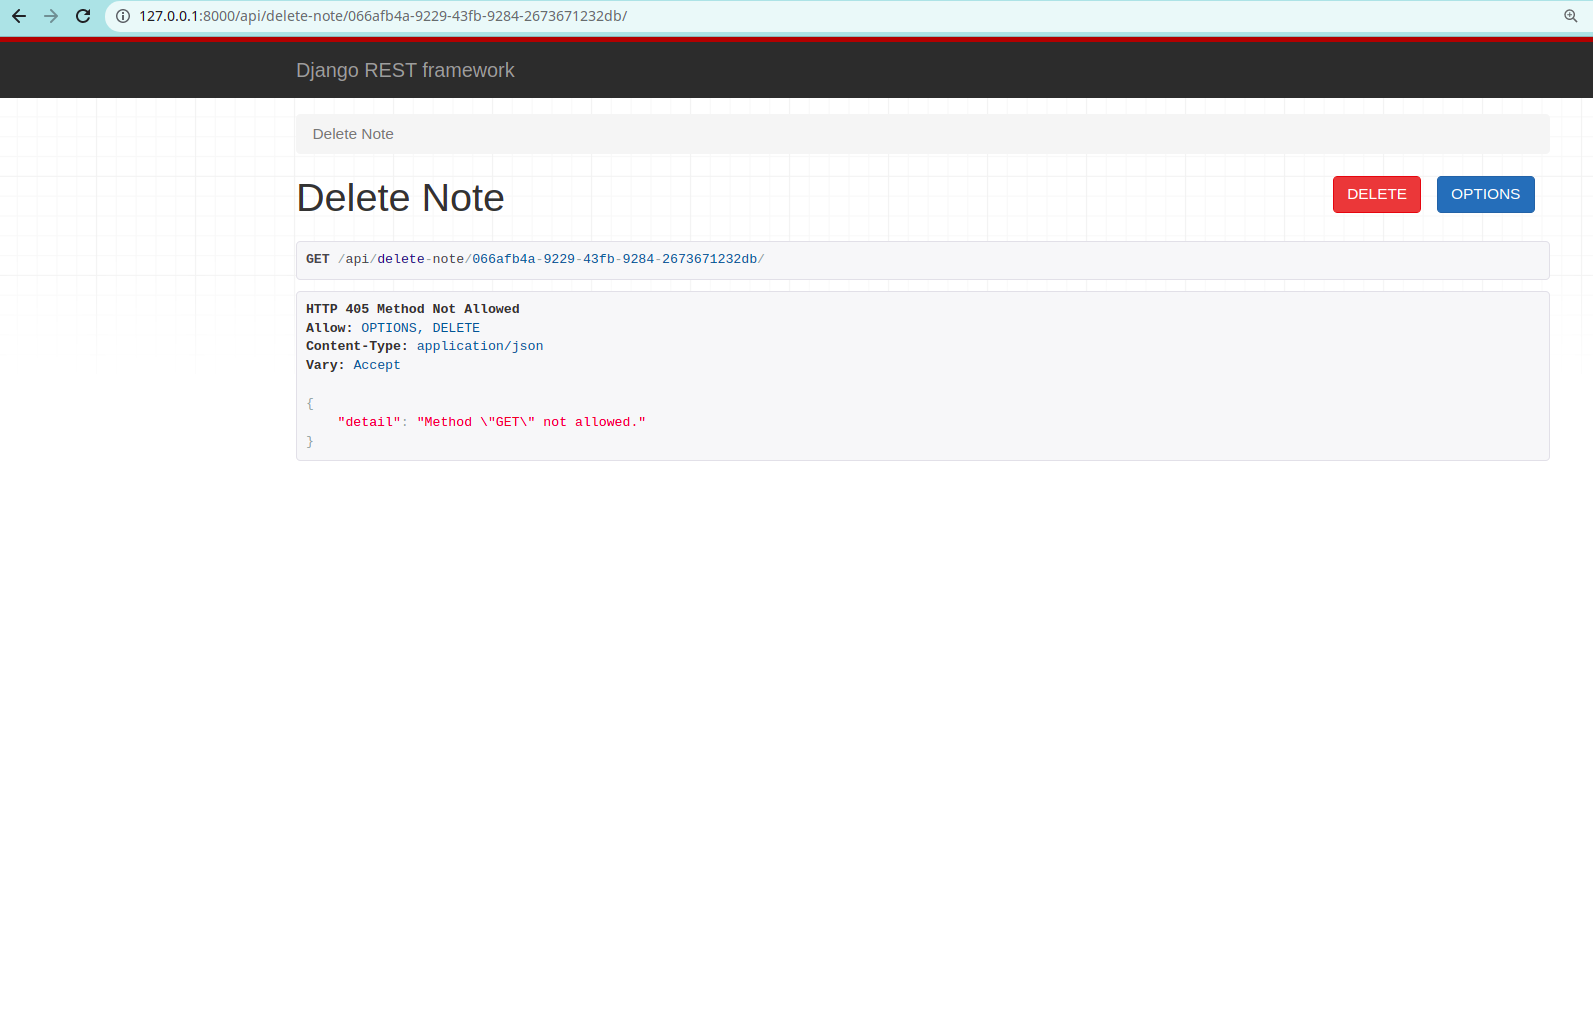 127.0.0.1:8000/api/delete-note/066afb4a-9229-43fb-9284-2673671232db/
Django REST framework
Delete Note
Delete Note
DELETE
OPTIONS
GET /api/delete-note/066afb4a-9229-43fb-9284-2673671232db/
HTTP 405 Method Not Allowed
Allow: OPTIONS, DELETE
Content-Type: application/json
Vary: Accept
{
    "detail": "Method \"GET\" not allowed."
}